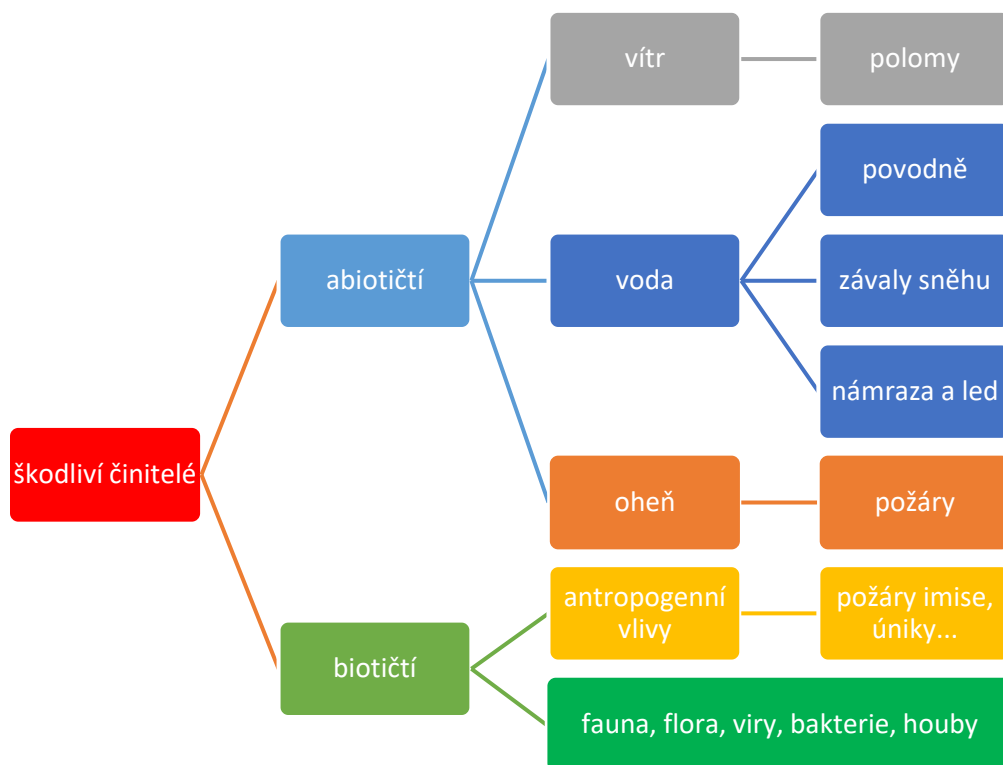 vítr
polomy
povodně
abiotičtí
voda
závaly sněhu
námraza a led
škodliví činitelé
oheň
požáry
antropogenní
vlivy
požáry imise,
úniky...
biotičtí
fauna, flora, viry, bakterie, houby